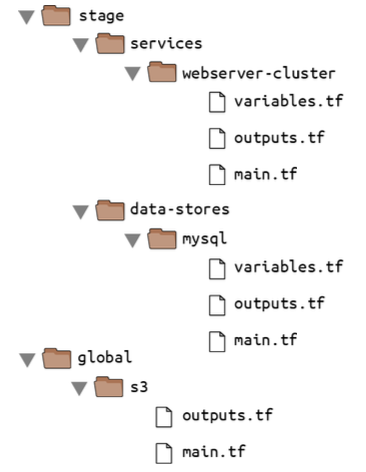 stage
services
webserver-cluster
variables.tf
outputs.tf
main.tf
data-stores
mysql
variables.tf
outputs.tf
main.tf
global
s3
outputs.tf
main.tf